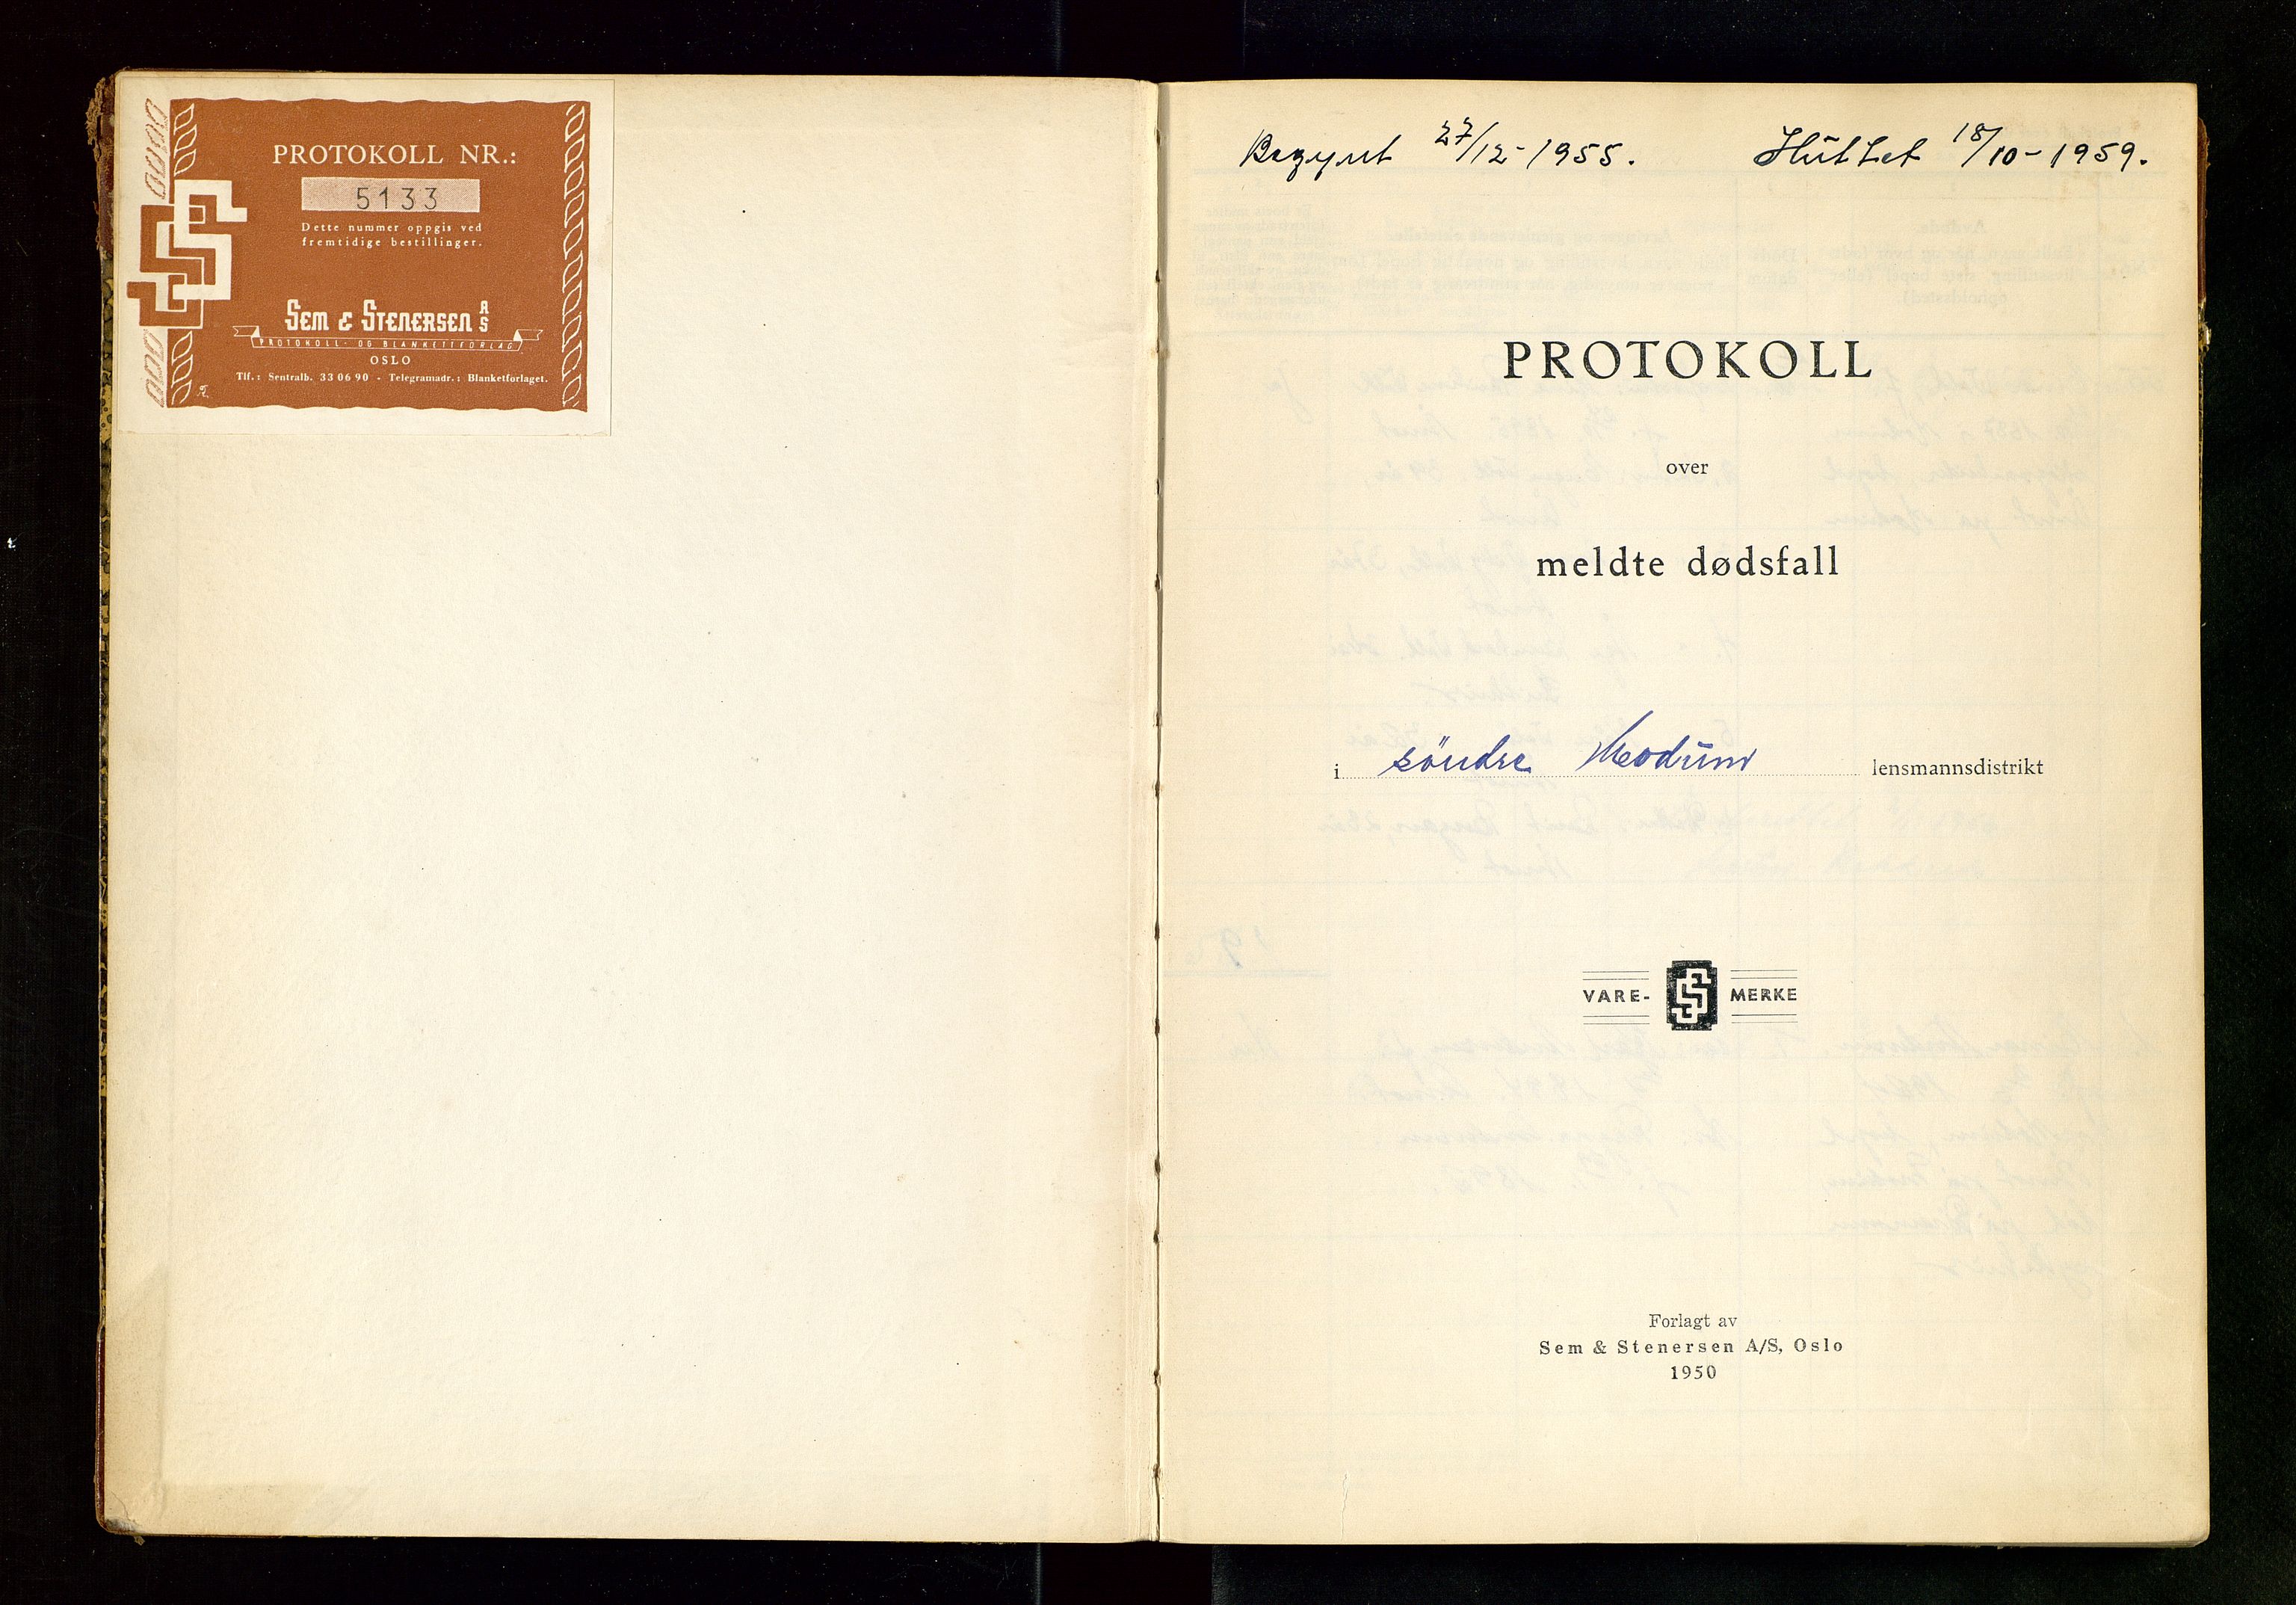 PROTOKOLL NR.:
5133
Dette nummer oppgis ved
fremtidige bestillinger.
SEM & STENERSEN A/S
PROTOKOLL- OG BLANKETTFORLAG
OSLO
Tlf.: Sentralb. 33 06 90 - Telegramadr.: Blanketforlaget.
Begynt 27/12-1955. Sluttet 18/10-1959.
PROTOKOLL
over
meldte dødsfall
i söndre Modum lensmannsdistrikt
VARE- MERKE
Forlagt av
Sem & Stenersen A/S, Oslo
1950